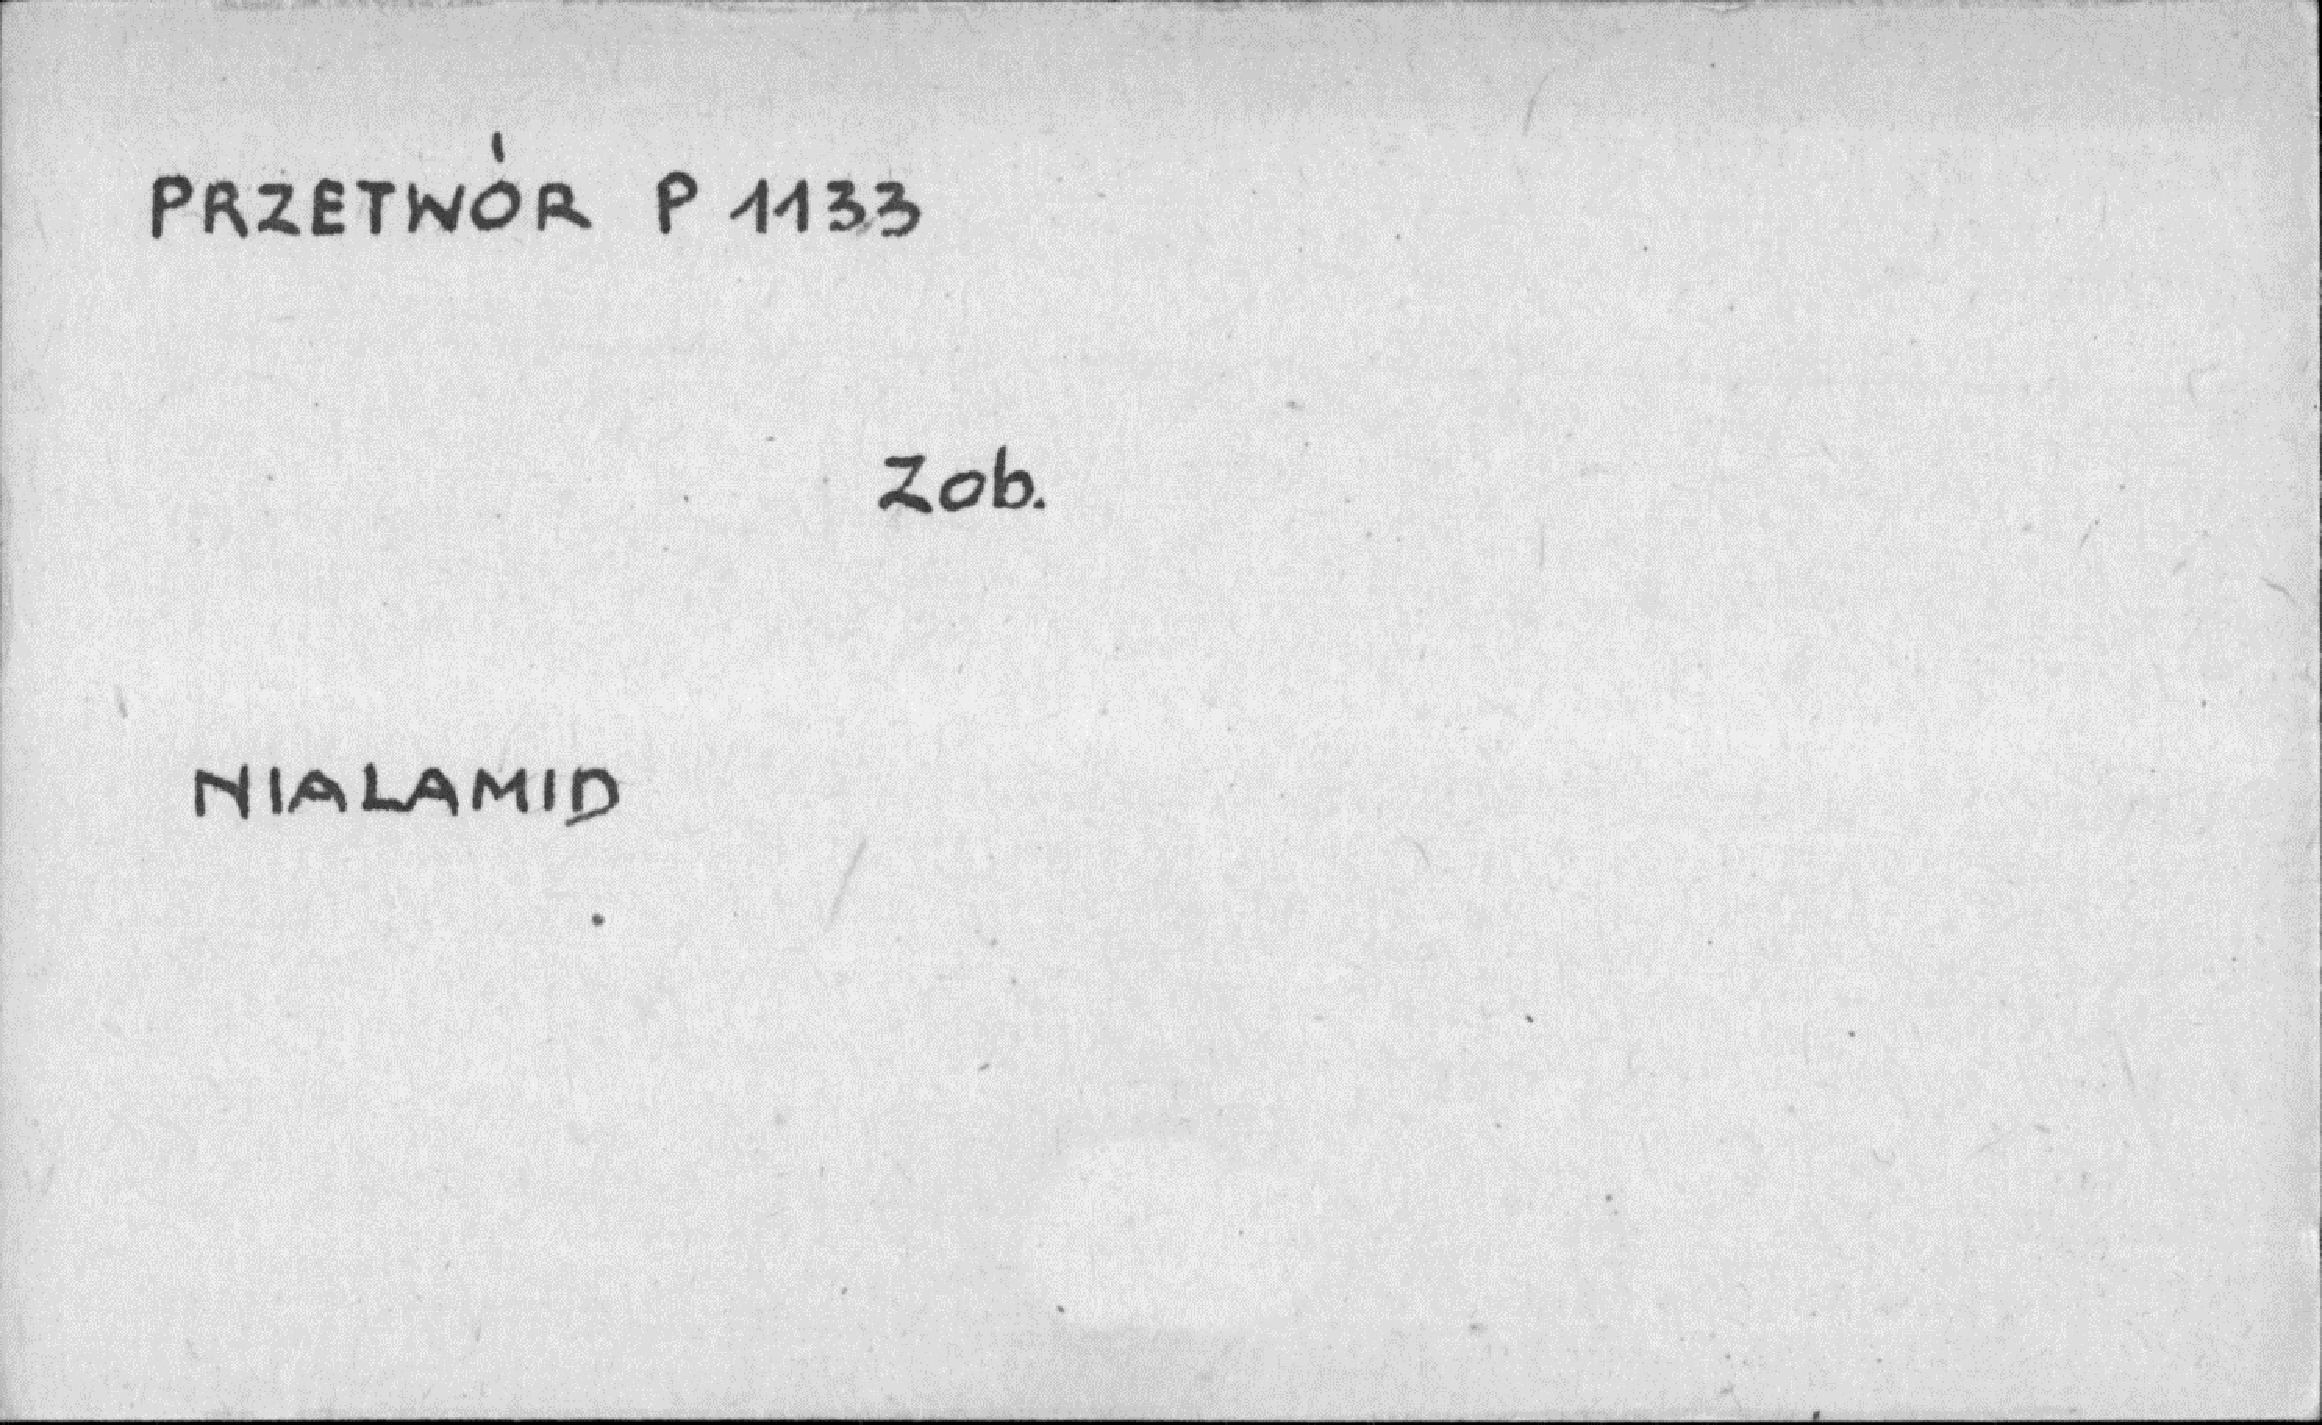 PRZETWÓR P 1133
Zob.
NIALAMID